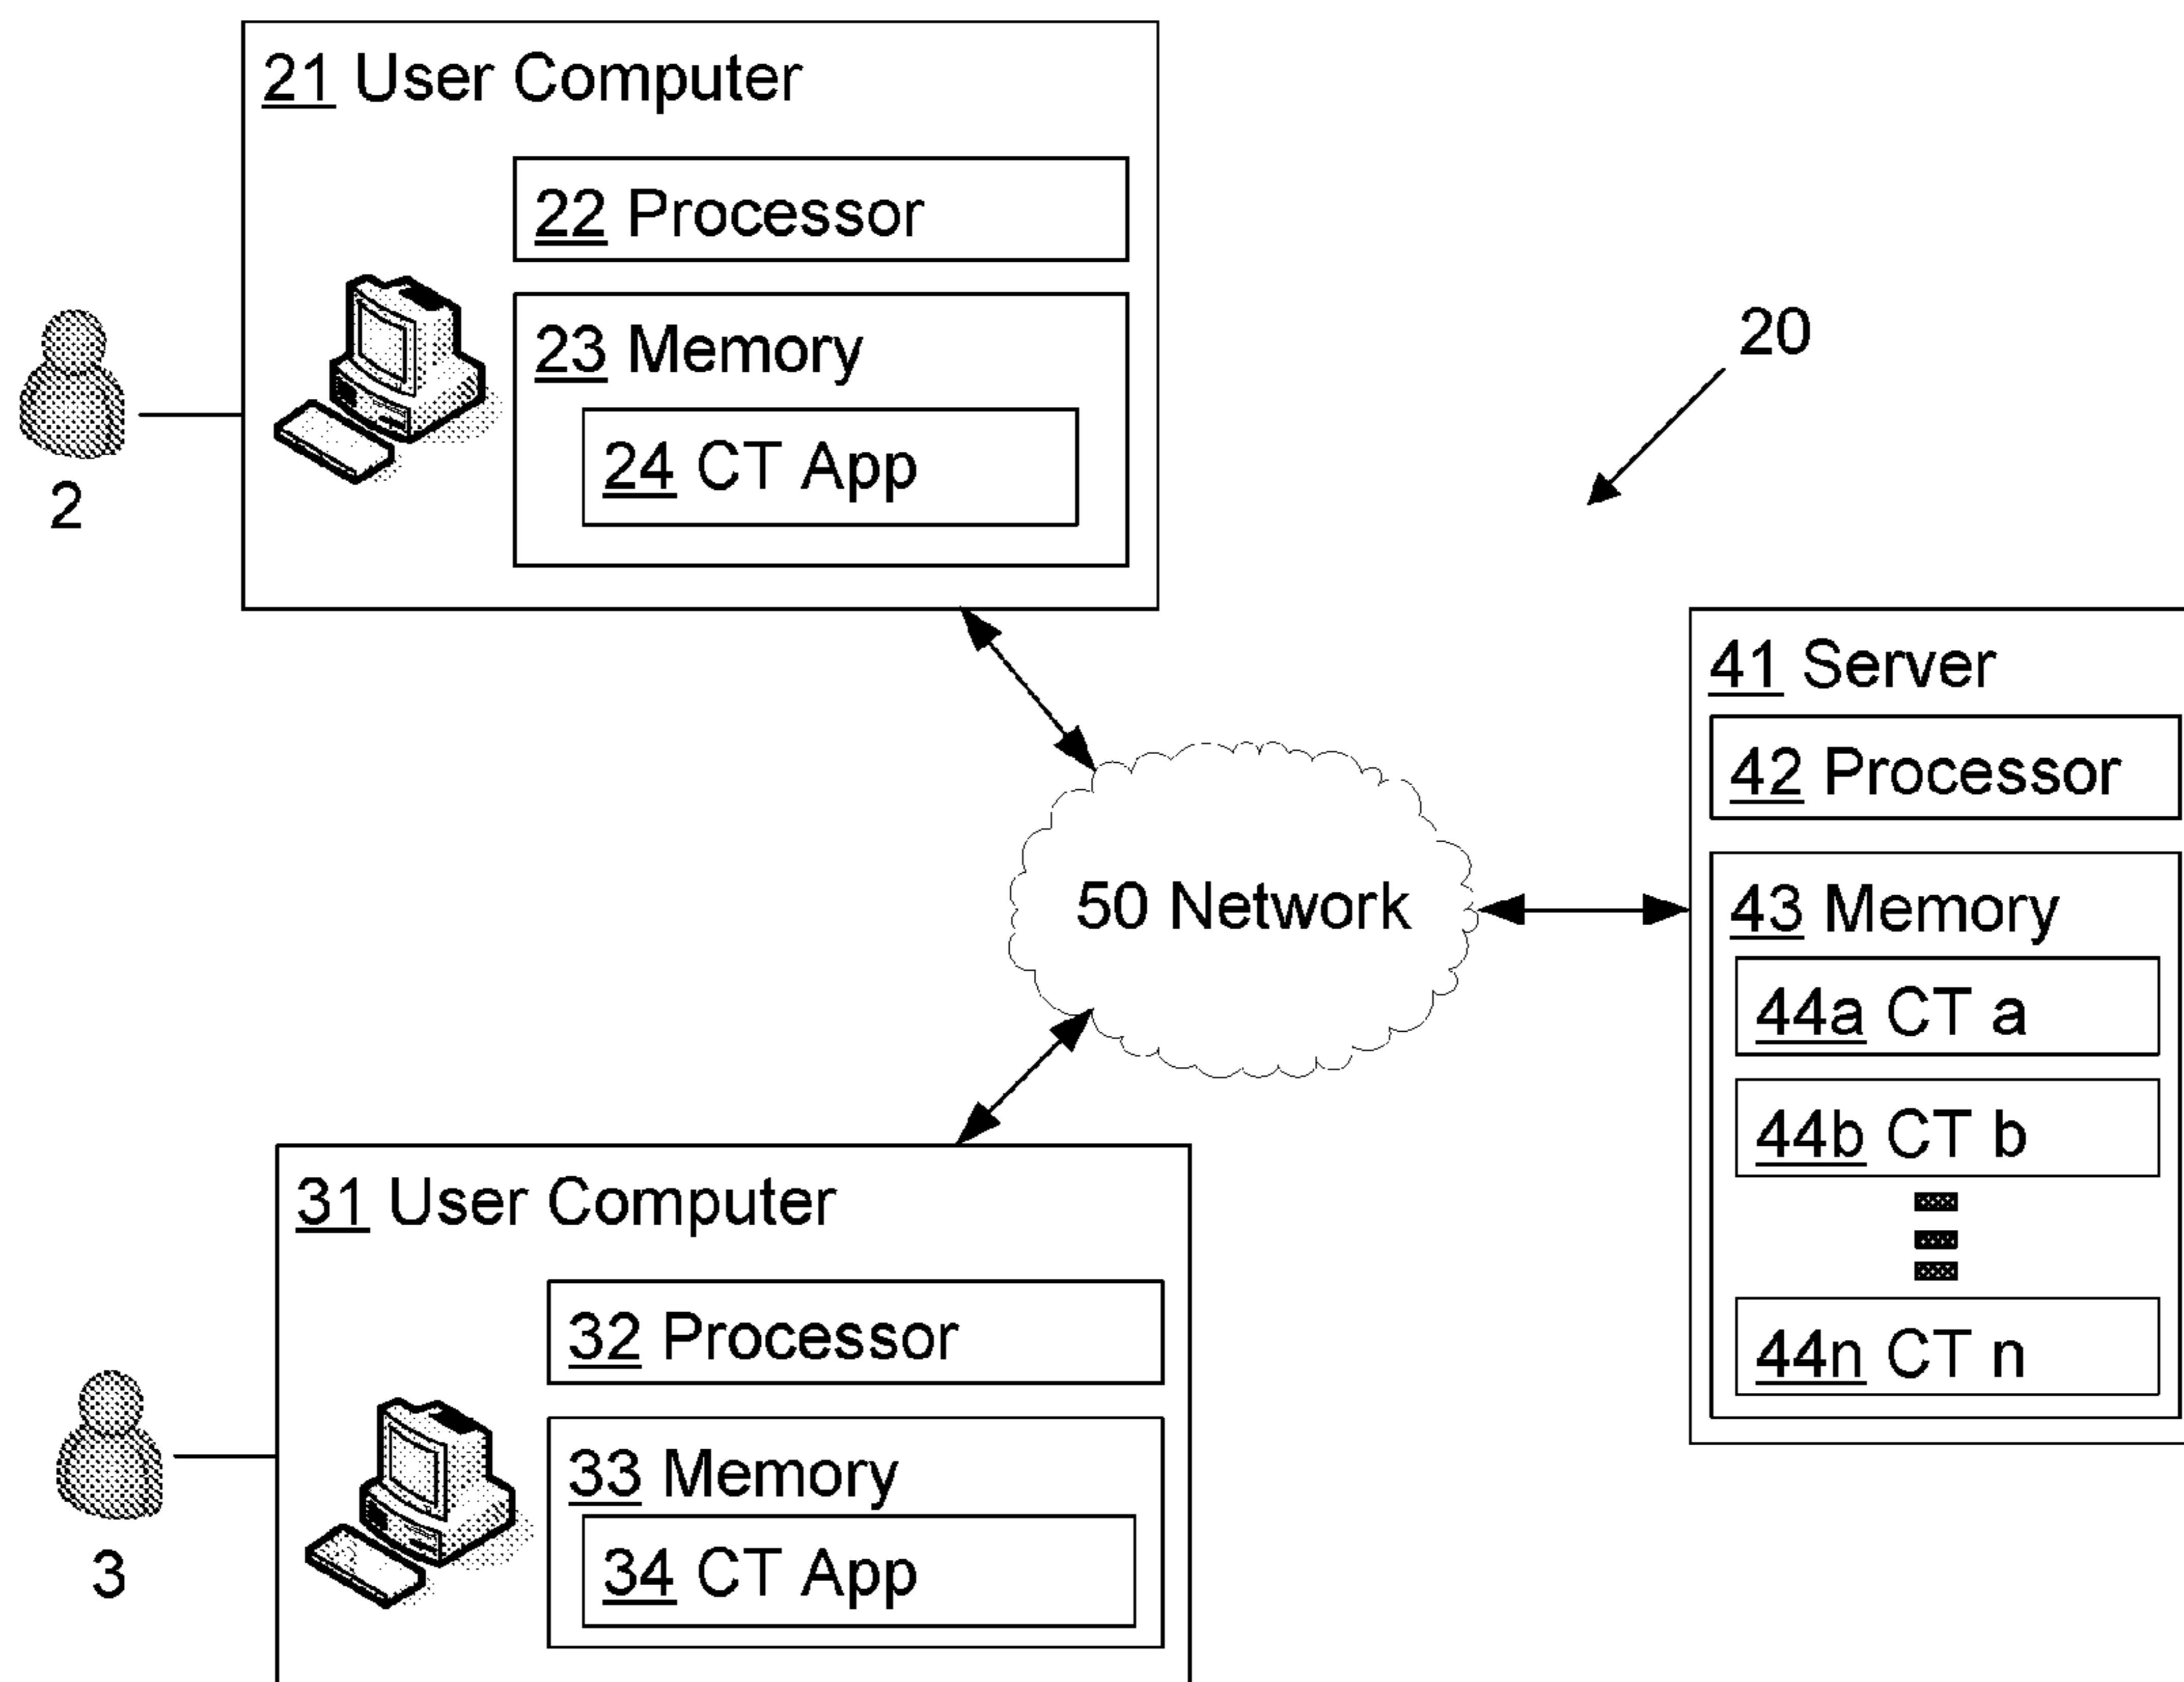 21 User Computer
22 Processor
23 Memory
24 CT App
2
20
41 Server
42 Processor
43 Memory
44a CT a
44b CT b
44n CT n
50 Network
31 User Computer
32 Processor
33 Memory
34 CT App
3